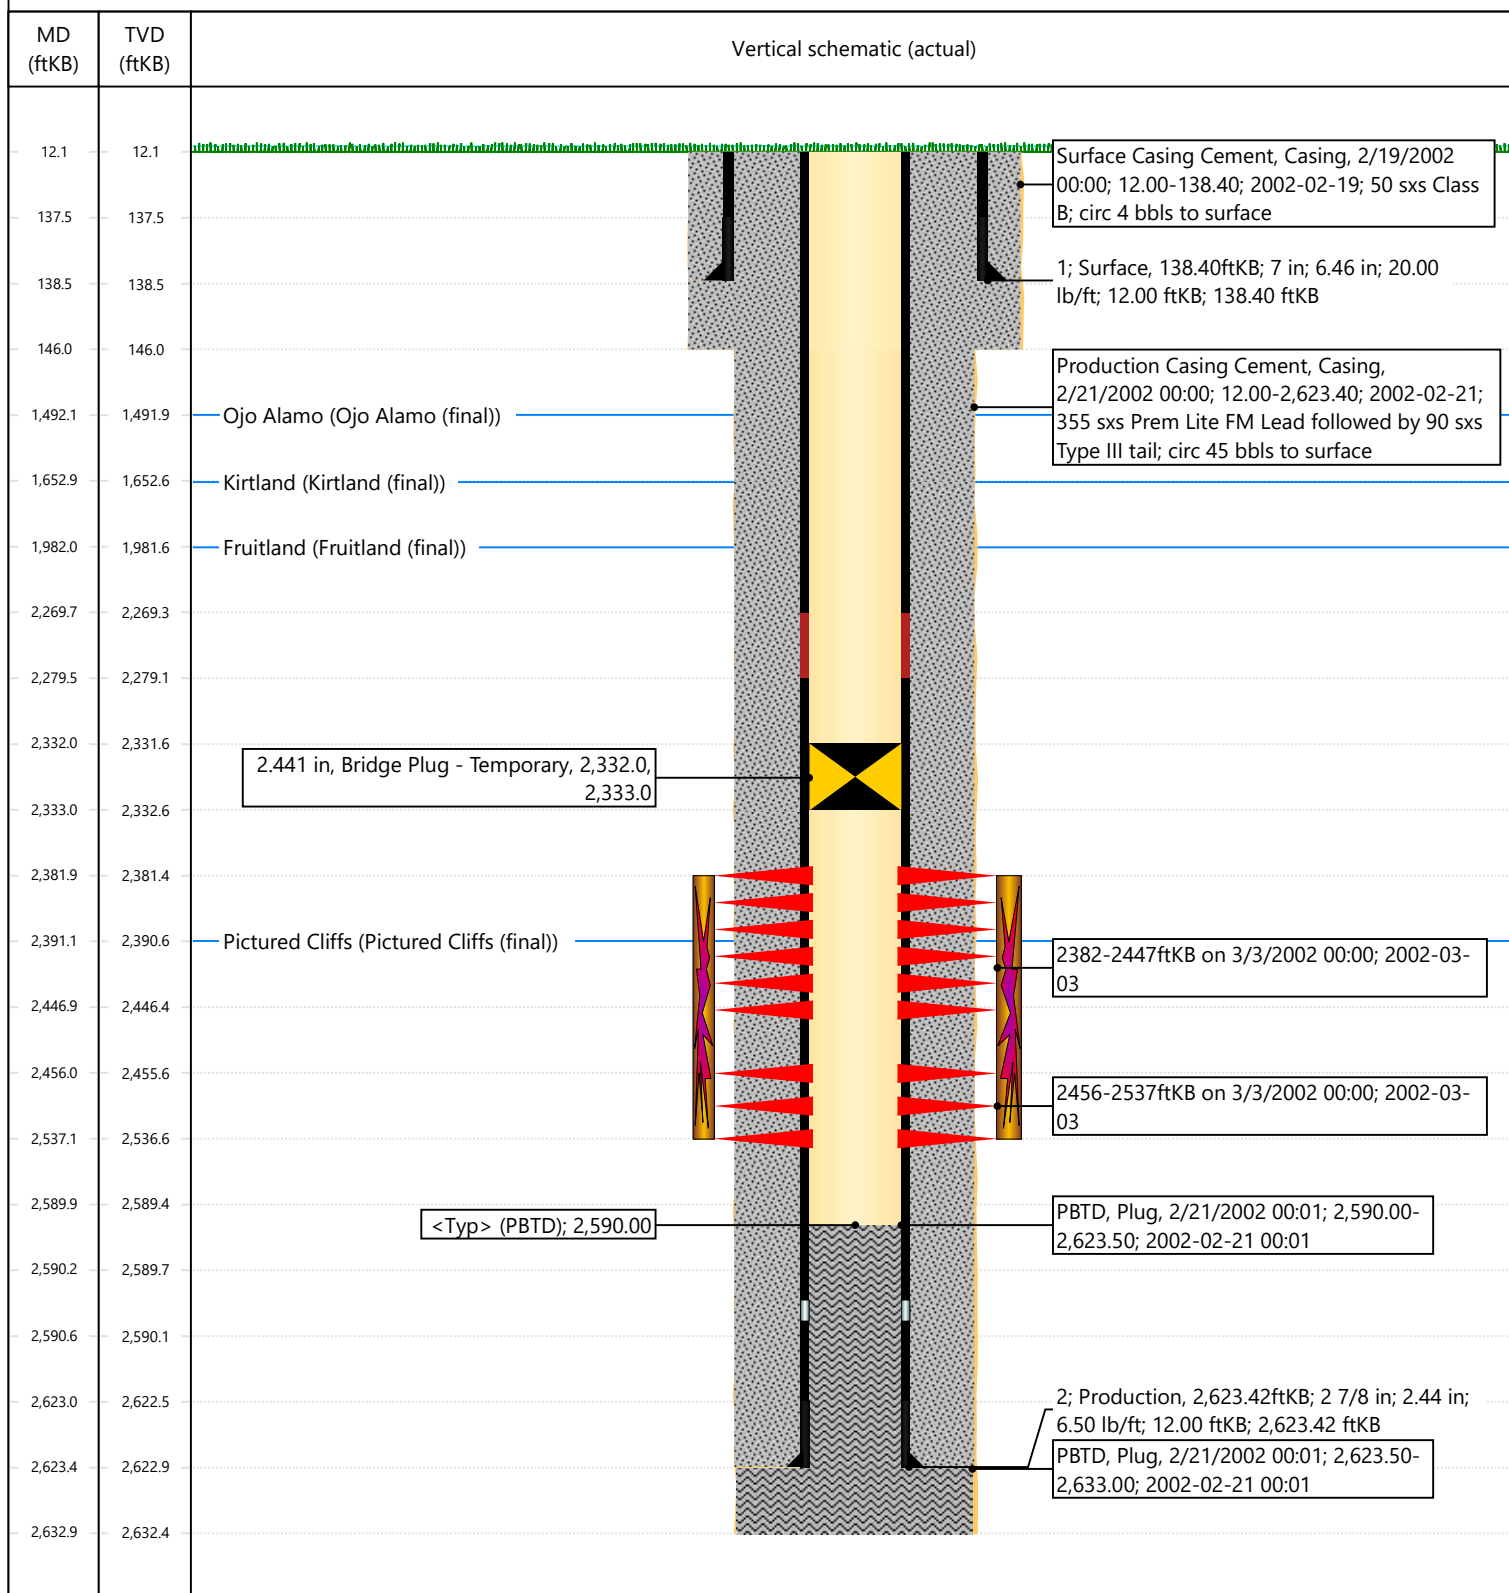 MD
(ftKB)
TVD
(ftKB)
Vertical schematic (actual)
12.1 12.1
Surface Casing Cement, Casing, 2/19/2002
00:00; 12.00-138.40; 2002-02-19; 50 sxs Class
B; circ 4 bbls to surface
137.5 137.5
1; Surface, 138.40ftKB; 7 in; 6.46 in; 20.00
lb/ft; 12.00 ftKB; 138.40 ftKB
138.5 138.5
146.0 146.0
Production Casing Cement, Casing,
2/21/2002 00:00; 12.00-2,623.40; 2002-02-21;
355 sxs Prem Lite FM Lead followed by 90 sxs
Type III tail; circ 45 bbls to surface
1,492.1 1,491.9 Ojo Alamo (Ojo Alamo (final))
1,652.9 1,652.6 Kirtland (Kirtland (final))
1,982.0 1,981.6 Fruitland (Fruitland (final))
2,269.7 2,269.3
2,279.5 2,279.1
2,332.0 2,331.6
2.441 in, Bridge Plug - Temporary, 2,332.0,
2,333.0
2,333.0 2,332.6
2,381.9 2,381.4
2,391.1 2,390.6 Pictured Cliffs (Pictured Cliffs (final))
2382-2447ftKB on 3/3/2002 00:00; 2002-03-
03
2,446.9 2,446.4
2,456.0 2,455.6
2456-2537ftKB on 3/3/2002 00:00; 2002-03-
03
2,537.1 2,536.6
2,589.9 2,589.4
<Typ> (PBTD); 2,590.00
PBTD, Plug, 2/21/2002 00:01; 2,590.00-
2,623.50; 2002-02-21 00:01
2,590.2 2,589.7
2,590.6 2,590.1
2,623.0 2,622.5
2; Production, 2,623.42ftKB; 2 7/8 in; 2.44 in;
6.50 lb/ft; 12.00 ftKB; 2,623.42 ftKB
2,623.4 2,622.9
PBTD, Plug, 2/21/2002 00:01; 2,623.50-
2,633.00; 2002-02-21 00:01
2,632.9 2,632.4